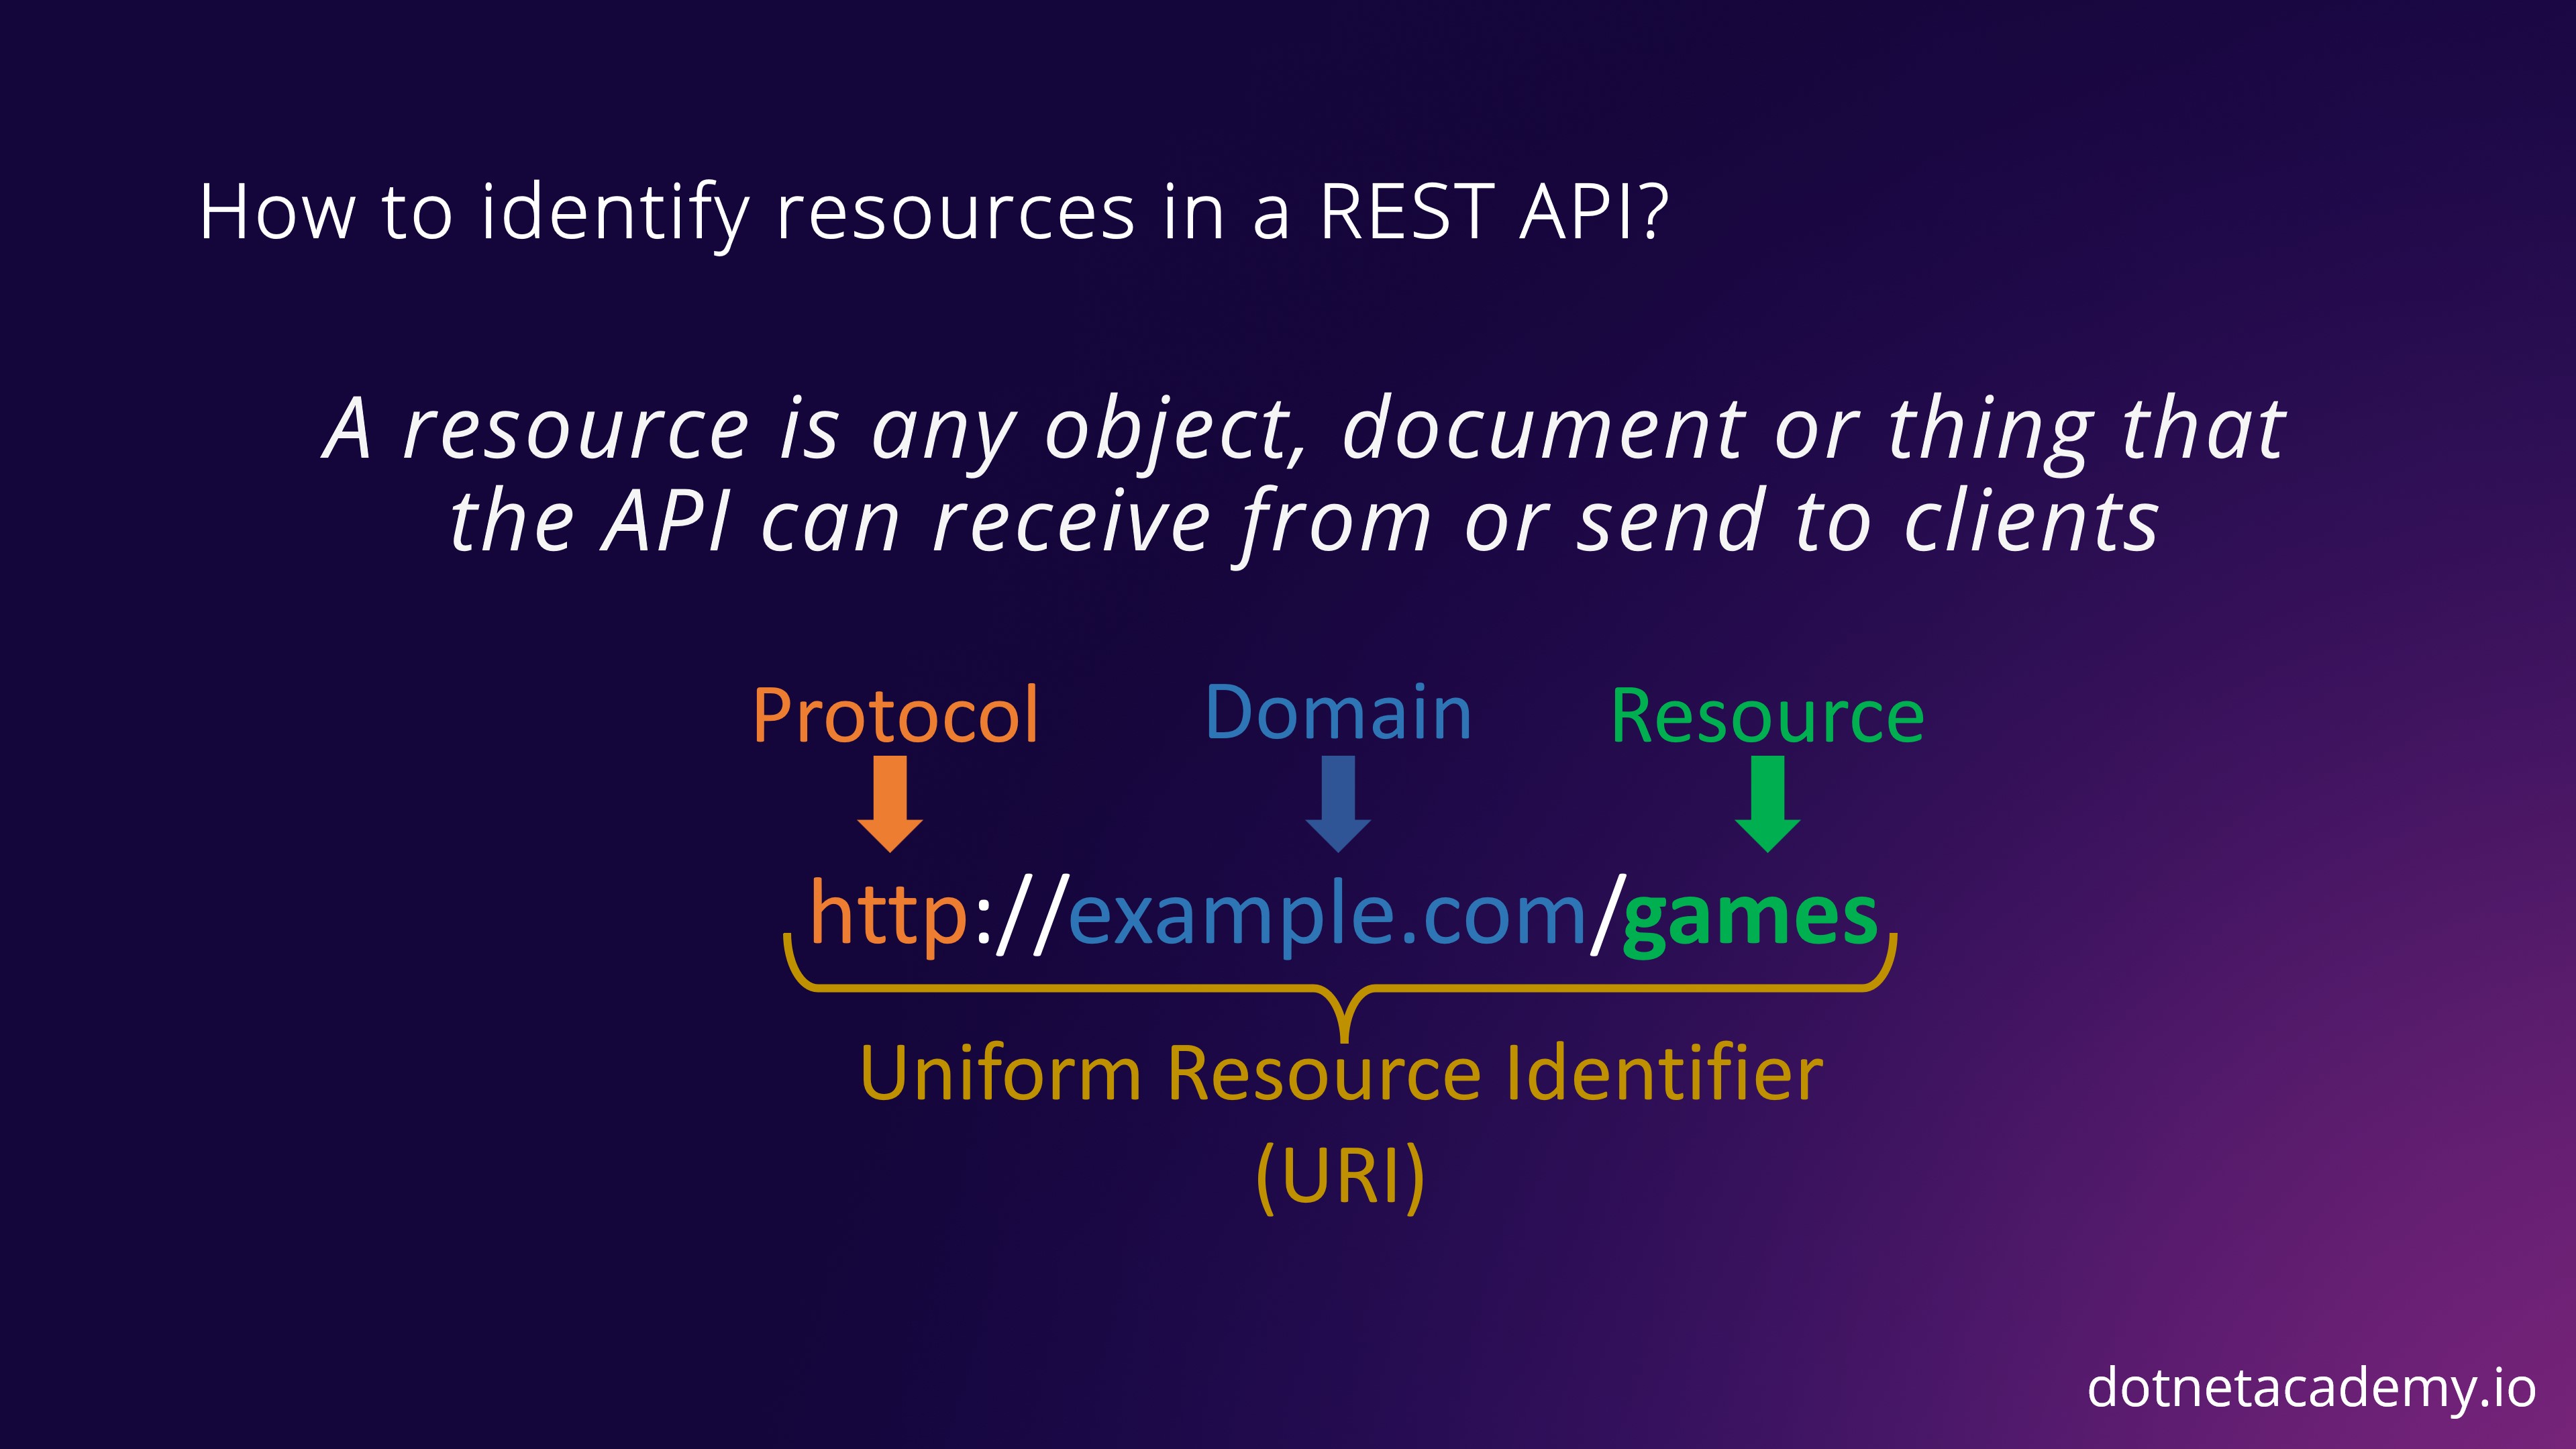 How to identify resources in a REST API?
A resource is any object, document or thing that
the API can receive from or send to clients
Protocol Domain Resource
http://example.com/games
Uniform Resource Identifier
(URI)
dotnetacademy.io